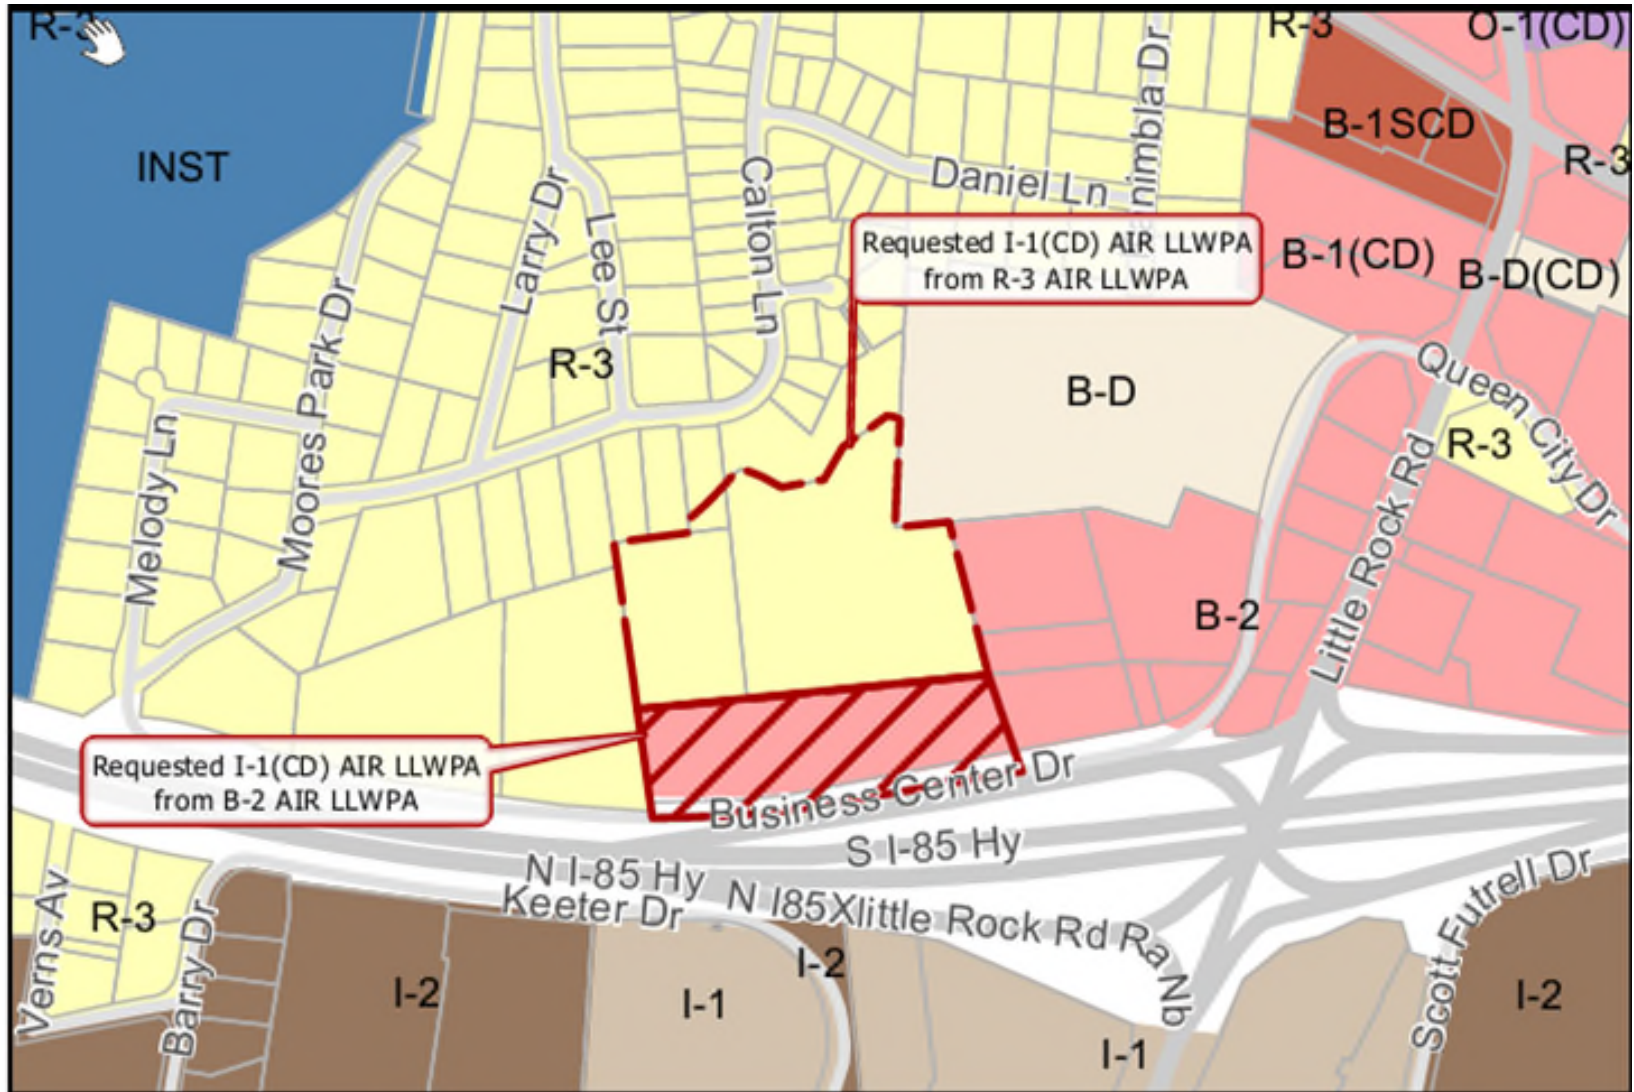 R-3
R-3
O-1(CD)
INST
B-1SCD
R-3
Daniel Ln
Larry Dr
Lee St
Calton Ln
Requested I-1(CD) AIR LLWPA
from R-3 AIR LLWPA
B-1(CD)
B-D(CD)
Moores Park Dr
R-3
B-D
Queen City Dr
R-3
Melody Ln
Little Rock Rd
B-2
Requested I-1(CD) AIR LLWPA
from B-2 AIR LLWPA
Business Center Dr
S I-85 Hy
N I-85 Hy
Keeter Dr
N I85Xlittle Rock Rd Ra Nb
Scott Futrell Dr
Verns Av
R-3
Barry Dr
I-2
I-1
I-2
I-1
I-2